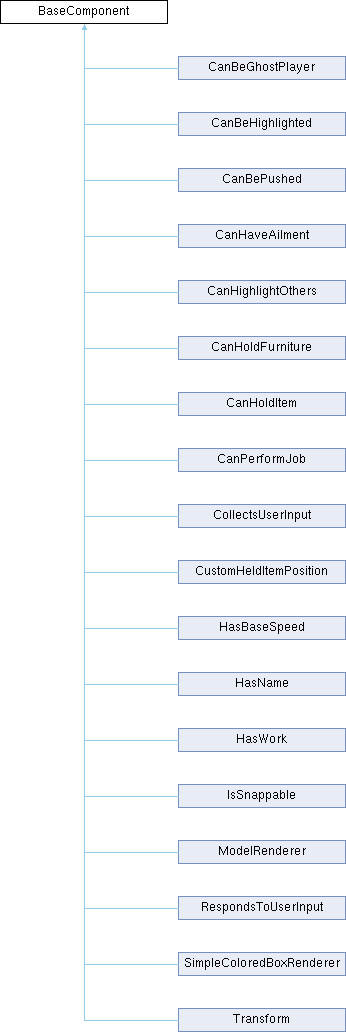 BaseComponent
CanBeGhostPlayer
CanBeHighlighted
CanBePushed
CanHaveAilment
CanHighlightOthers
CanHoldFurniture
CanHoldItem
CanPerformJob
CollectsUserInput
CustomHeldItemPosition
HasBaseSpeed
HasName
HasWork
IsSnappable
ModelRenderer
RespondsToUserInput
SimpleColoredBoxRenderer
Transform